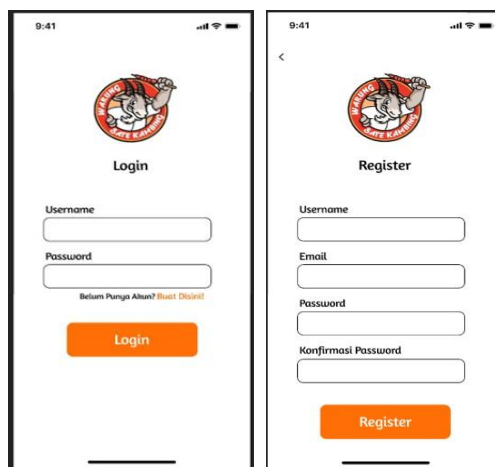 9:41
WARUNG
SATE KAMBING
Login
Username
Password
Belum Punya Akun? Buat Disini!
Login
9:41
<
WARUNG
SATE KAMBING
Register
Username
Email
Password
Konfirmasi Password
Register